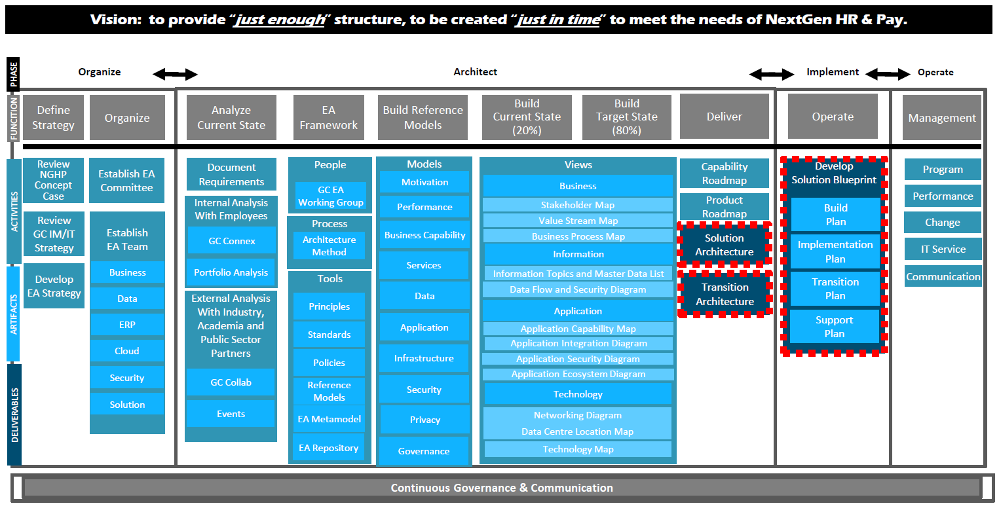 Vision: to provide “just enough” structure, to be created “just in time” to meet the needs of NextGen HR & Pay.
PHASE
Organize
Architect
Implement
Operate
FUNCITION
Define
Strategy
Organize
Analyze
Current State
EA
Framework
Build Reference
Models
Build
Current State
(20%)
Build
Target State
(80%)
Deliver
Operate
Management
ACTIVITIES
ARTIFACTS
DELIVERABLES
Review
NGHP
Concept
Case
Review
GC IM/IT
Strategy
Develop
EA Strategy
Establish EA
Committee
Establish
EA Team
Business
Data
ERP
Cloud
Security
Solution
Document
Requirements
Internal Analysis
With Employees
GC Connex
Portfolio Analysis
External Analysis
With Industry,
Academia and
Public Sector
Partners
GC Collab
Events
People
GC EA
Working Group
Process
Architecture
Method
Tools
Principles
Standards
Policies
Reference
Models
EA Metamodel
EA Repository
Models
Motivation
Performance
Business Capability
Services
Data
Application
Infrastructure
Security
Privacy
Governance
Views
Business
Stakeholder Map
Value Stream Map
Business Process Map
Information
Information Topics and Master Data List
Data Flow and Security Diagram
Application
Application Capability Map
Application Integration Diagram
Application Security Diagram
Application Ecosystem Diagram
Technology
Networking Diagram
Data Centre Location Map
Technology Map
Capability
Roadmap
Product
Roadmap
Solution
Architecture
Transition
Architecture
Develop
Solution Blueprint
Build
Plan
Implementation
Plan
Transition
Plan
Support
Plan
Program
Performance
Change
IT Service
Communication
Continuous Governance & Communication